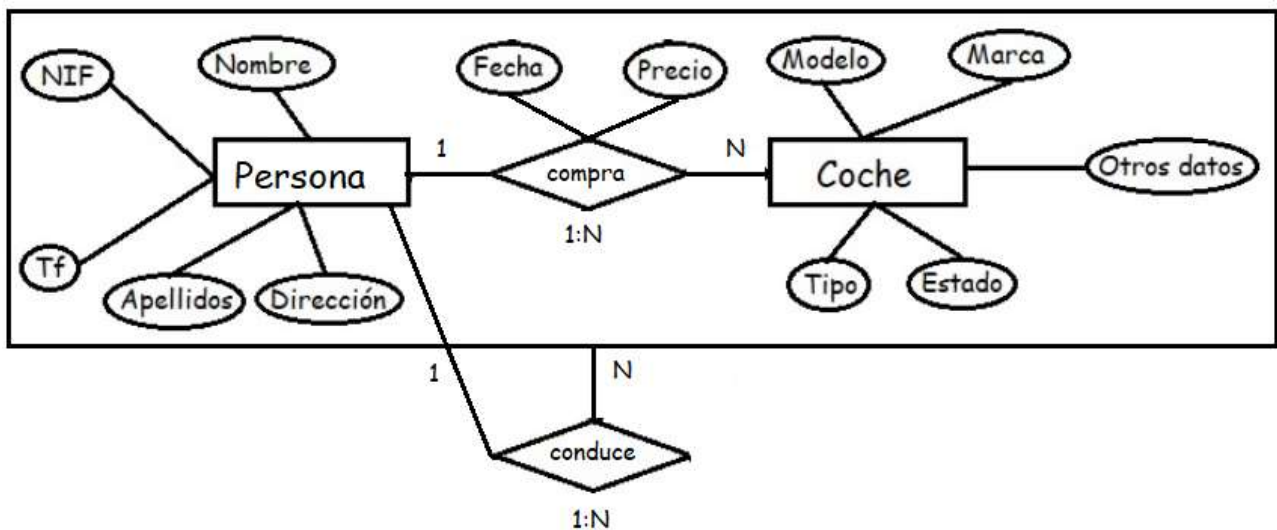 NIF
Nombre
Fecha
Precio
Modelo
Marca
Persona
1
compra
N
Coche
Otros datos
1:N
Tf
Apellidos
Dirección
Tipo
Estado
1
N
conduce
1:N